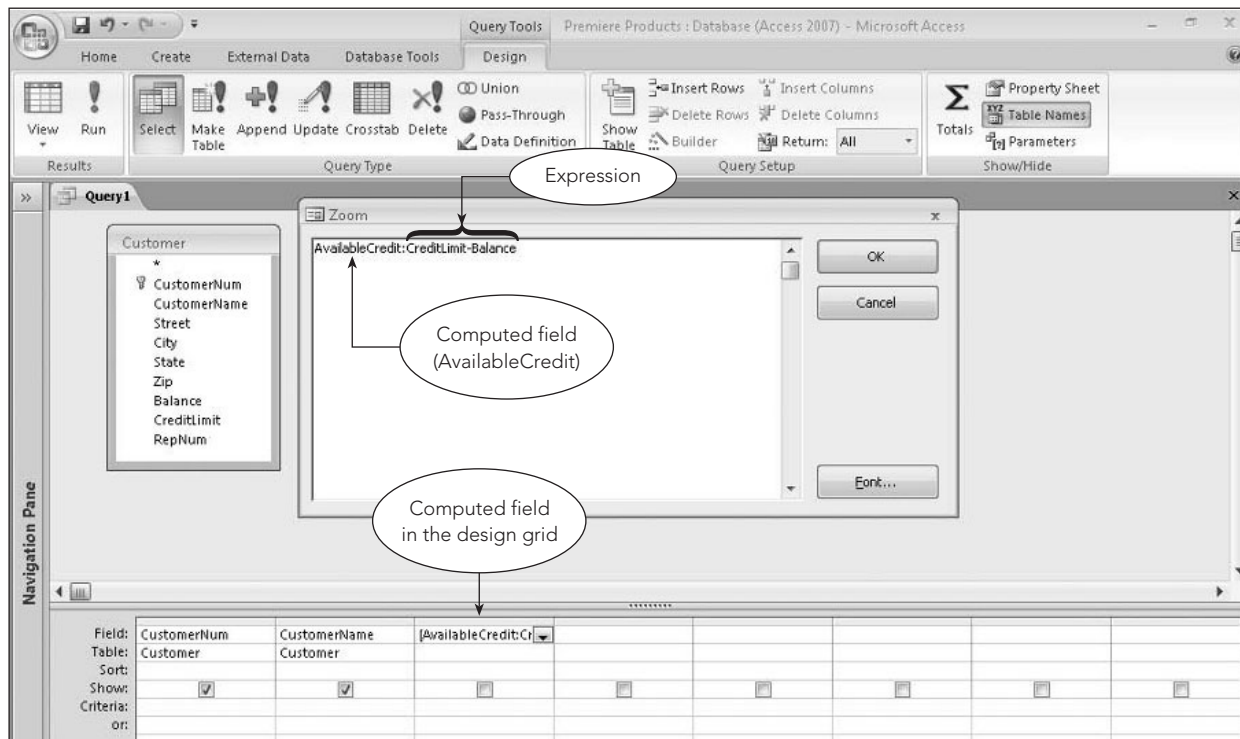 Query Tools
Premiere Products : Database (Access 2007) - Microsoft Access
Home Create External Data Database Tools Design
View
Run
Results
Select
Make Table
Append
Update
Crosstab
Delete
Union
Pass-Through
Data Definition
Query Type
Show Table
Insert Rows
Delete Rows
Builder
Insert Columns
Delete Columns
Return: All
Query Setup
Σ
Totals
Property Sheet
Table Names
Parameters
Show/Hide
Expression
»
Query1
Customer
*
CustomerNum
CustomerName
Street
City
State
Zip
Balance
CreditLimit
RepNum
Zoom
AvailableCredit:CreditLimit-Balance
OK
Cancel
Font...
Computed field
(AvailableCredit)
Computed field
in the design grid
Navigation Pane
Field: CustomerNum CustomerName [AvailableCredit:Cr
Table: Customer Customer
Sort:
Show:
Criteria:
or: